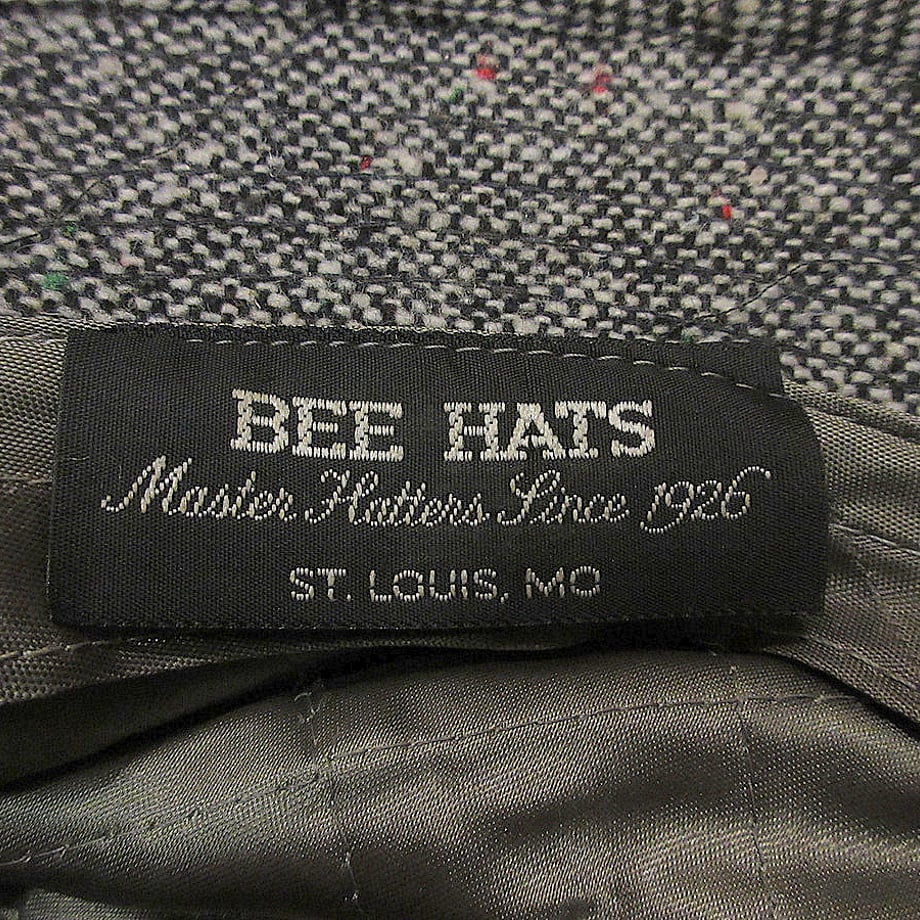 BEE HATS
Master Hatters Since 1926
ST. LOUIS, MO